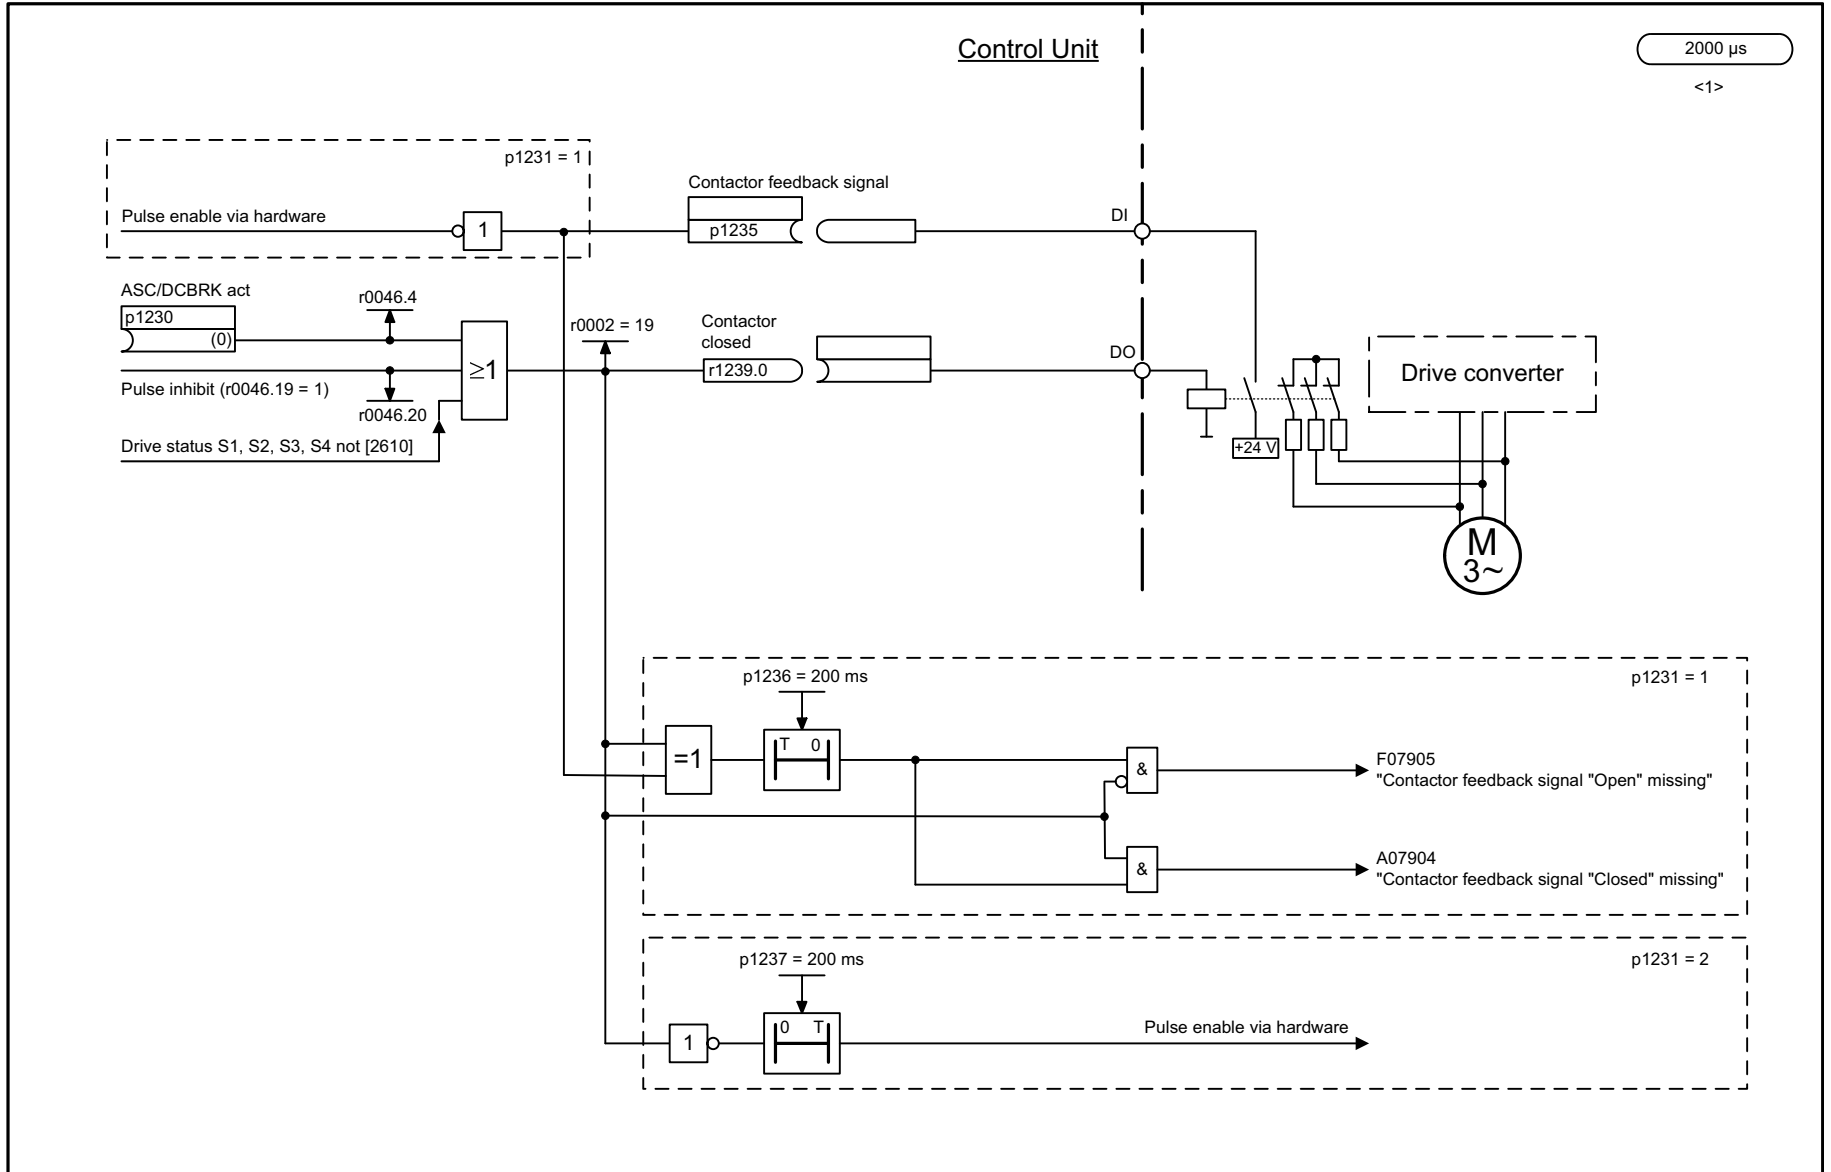 Control Unit
2000 µs
<1>
p1231 = 1
Pulse enable via hardware
1
Contactor feedback signal
p1235
DI
ASC/DCBRK act
p1230
(0)
r0046.4
Pulse inhibit (r0046.19 = 1)
r0046.20
Drive status S1, S2, S3, S4 not [2610]
≥1
r0002 = 19
Contactor
closed
r1239.0
DO
+24 V
Drive converter
M
3~
p1236 = 200 ms
p1231 = 1
=1
T 0
&
F07905
"Contactor feedback signal "Open" missing"
&
A07904
"Contactor feedback signal "Closed" missing"
p1237 = 200 ms
p1231 = 2
1
0 T
Pulse enable via hardware